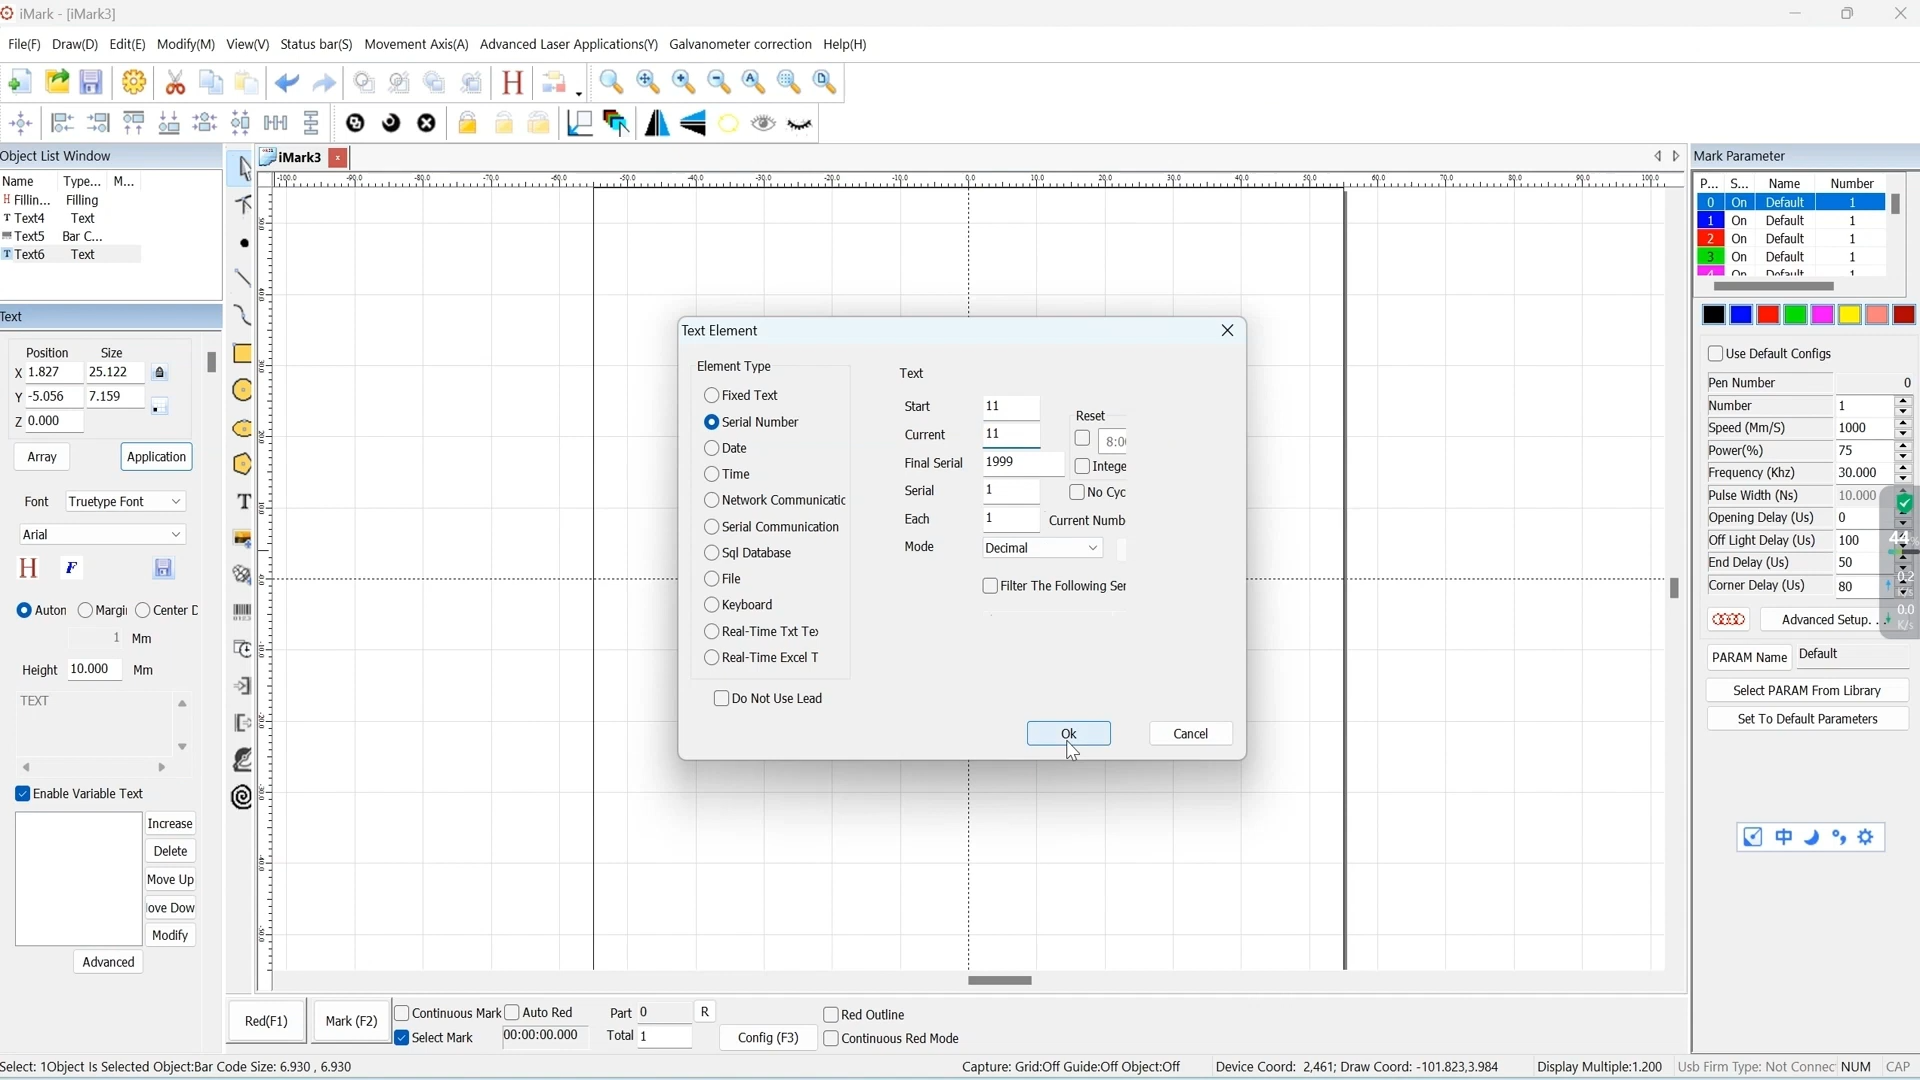 iMark - [iMark3]
File(F) Draw(D) Edit(E) Modify(M) View(V) Status bar(S) Movement Axis(A) Advanced Laser Applications(Y) Galvanometer correction Help(H)
Object List Window
Name Type... M...
Fillin... Filling
Text4 Text
Text5 Bar C...
Text6 Text
iMark3
Text
Position Size
X 1.827 25.122
Y -5.056 7.159
Z 0.000
Array Application
Font Truetype Font
Arial
Auton Margi Center D
1 Mm
Height 10.000 Mm
TEXT
Enable Variable Text
Increase
Delete
Move Up
ove Dow
Modify
Advanced
Text Element
Element Type
Fixed Text
Serial Number
Date
Time
Network Communicatic
Serial Communication
Sql Database
File
Keyboard
Real-Time Txt Te
Real-Time Excel T
Do Not Use Lead
Text
Start 11
Current 11
Final Serial 1999
Serial 1
Each 1 Current Numb
Mode Decimal
Reset
8:0
Intege
No Cyc
Filter The Following Ser
Ok Cancel
Mark Parameter
P... S... Name Number
0 On Default 1
1 On Default 1
2 On Default 1
3 On Default 1
4 On Default 1
Use Default Configs
Pen Number 0
Number 1
Speed (Mm/S) 1000
Power(%) 75
Frequency (Khz) 30.000
Pulse Width (Ns) 10.000
Opening Delay (Us) 0
Off Light Delay (Us) 100
End Delay (Us) 50
Corner Delay (Us) 80
44%
0.2
0.0
K/s
Advanced Setup. . .
PARAM Name Default
Select PARAM From Library
Set To Default Parameters
中
Red(F1) Mark (F2) Continuous Mark Auto Red Part 0 R Red Outline
Select Mark 00:00:00.000 Total 1 Config (F3) Continuous Red Mode
Select: 1Object Is Selected Object:Bar Code Size: 6.930 , 6.930 Capture: Grid:Off Guide:Off Object:Off Device Coord: 2,461; Draw Coord: -101.823,3.984 Display Multiple:1.200 Usb Firm Type: Not Connec NUM CAP